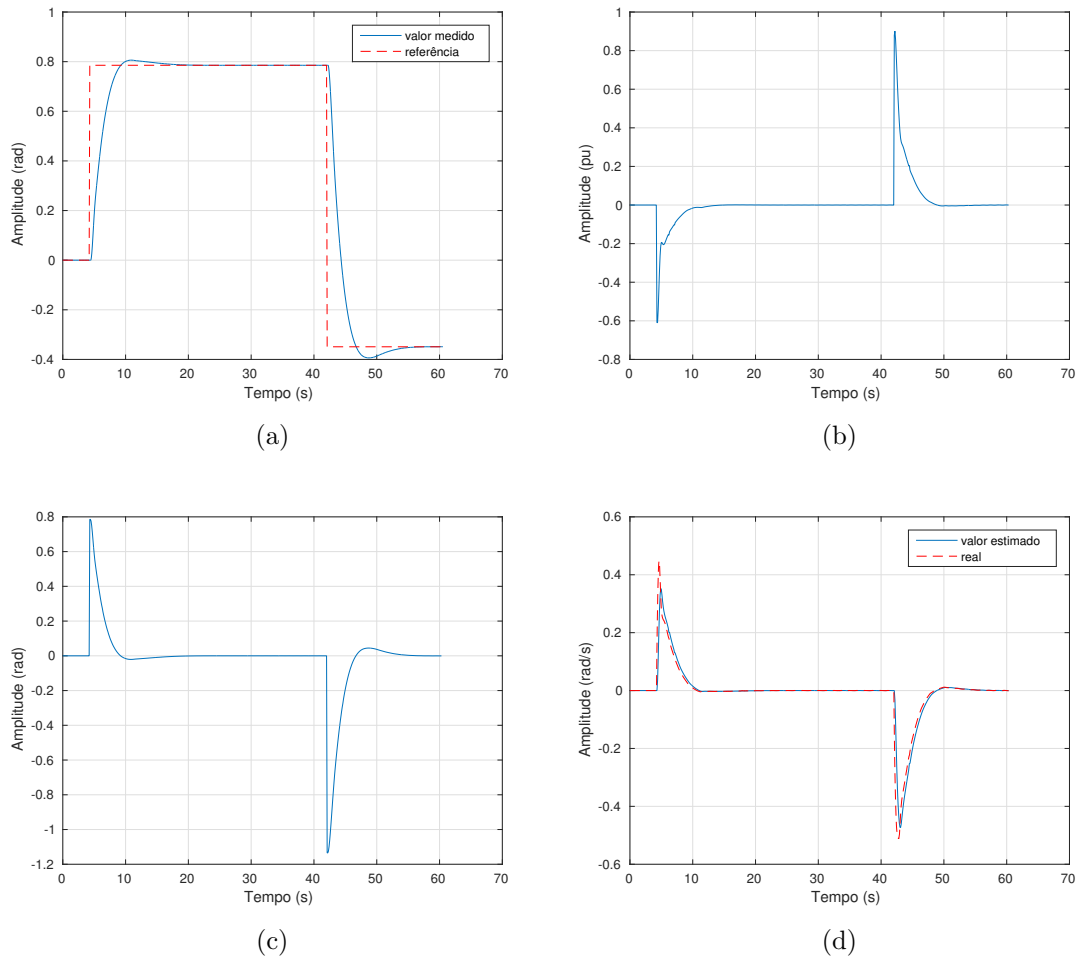 1
0.8
0.6
0.4
0.2
0
-0.2
-0.4
Amplitude (rad)
0 10 20 30 40 50 60 70
Tempo (s)
valor medido
referência
(a)
1
0.8
0.6
0.4
0.2
0
-0.2
-0.4
-0.6
-0.8
Amplitude (pu)
0 10 20 30 40 50 60 70
Tempo (s)
(b)
0.8
0.6
0.4
0.2
0
-0.2
-0.4
-0.6
-0.8
-1
-1.2
Amplitude (rad)
0 10 20 30 40 50 60 70
Tempo (s)
(c)
0.6
0.4
0.2
0
-0.2
-0.4
-0.6
Amplitude (rad/s)
0 10 20 30 40 50 60 70
Tempo (s)
valor estimado
real
(d)